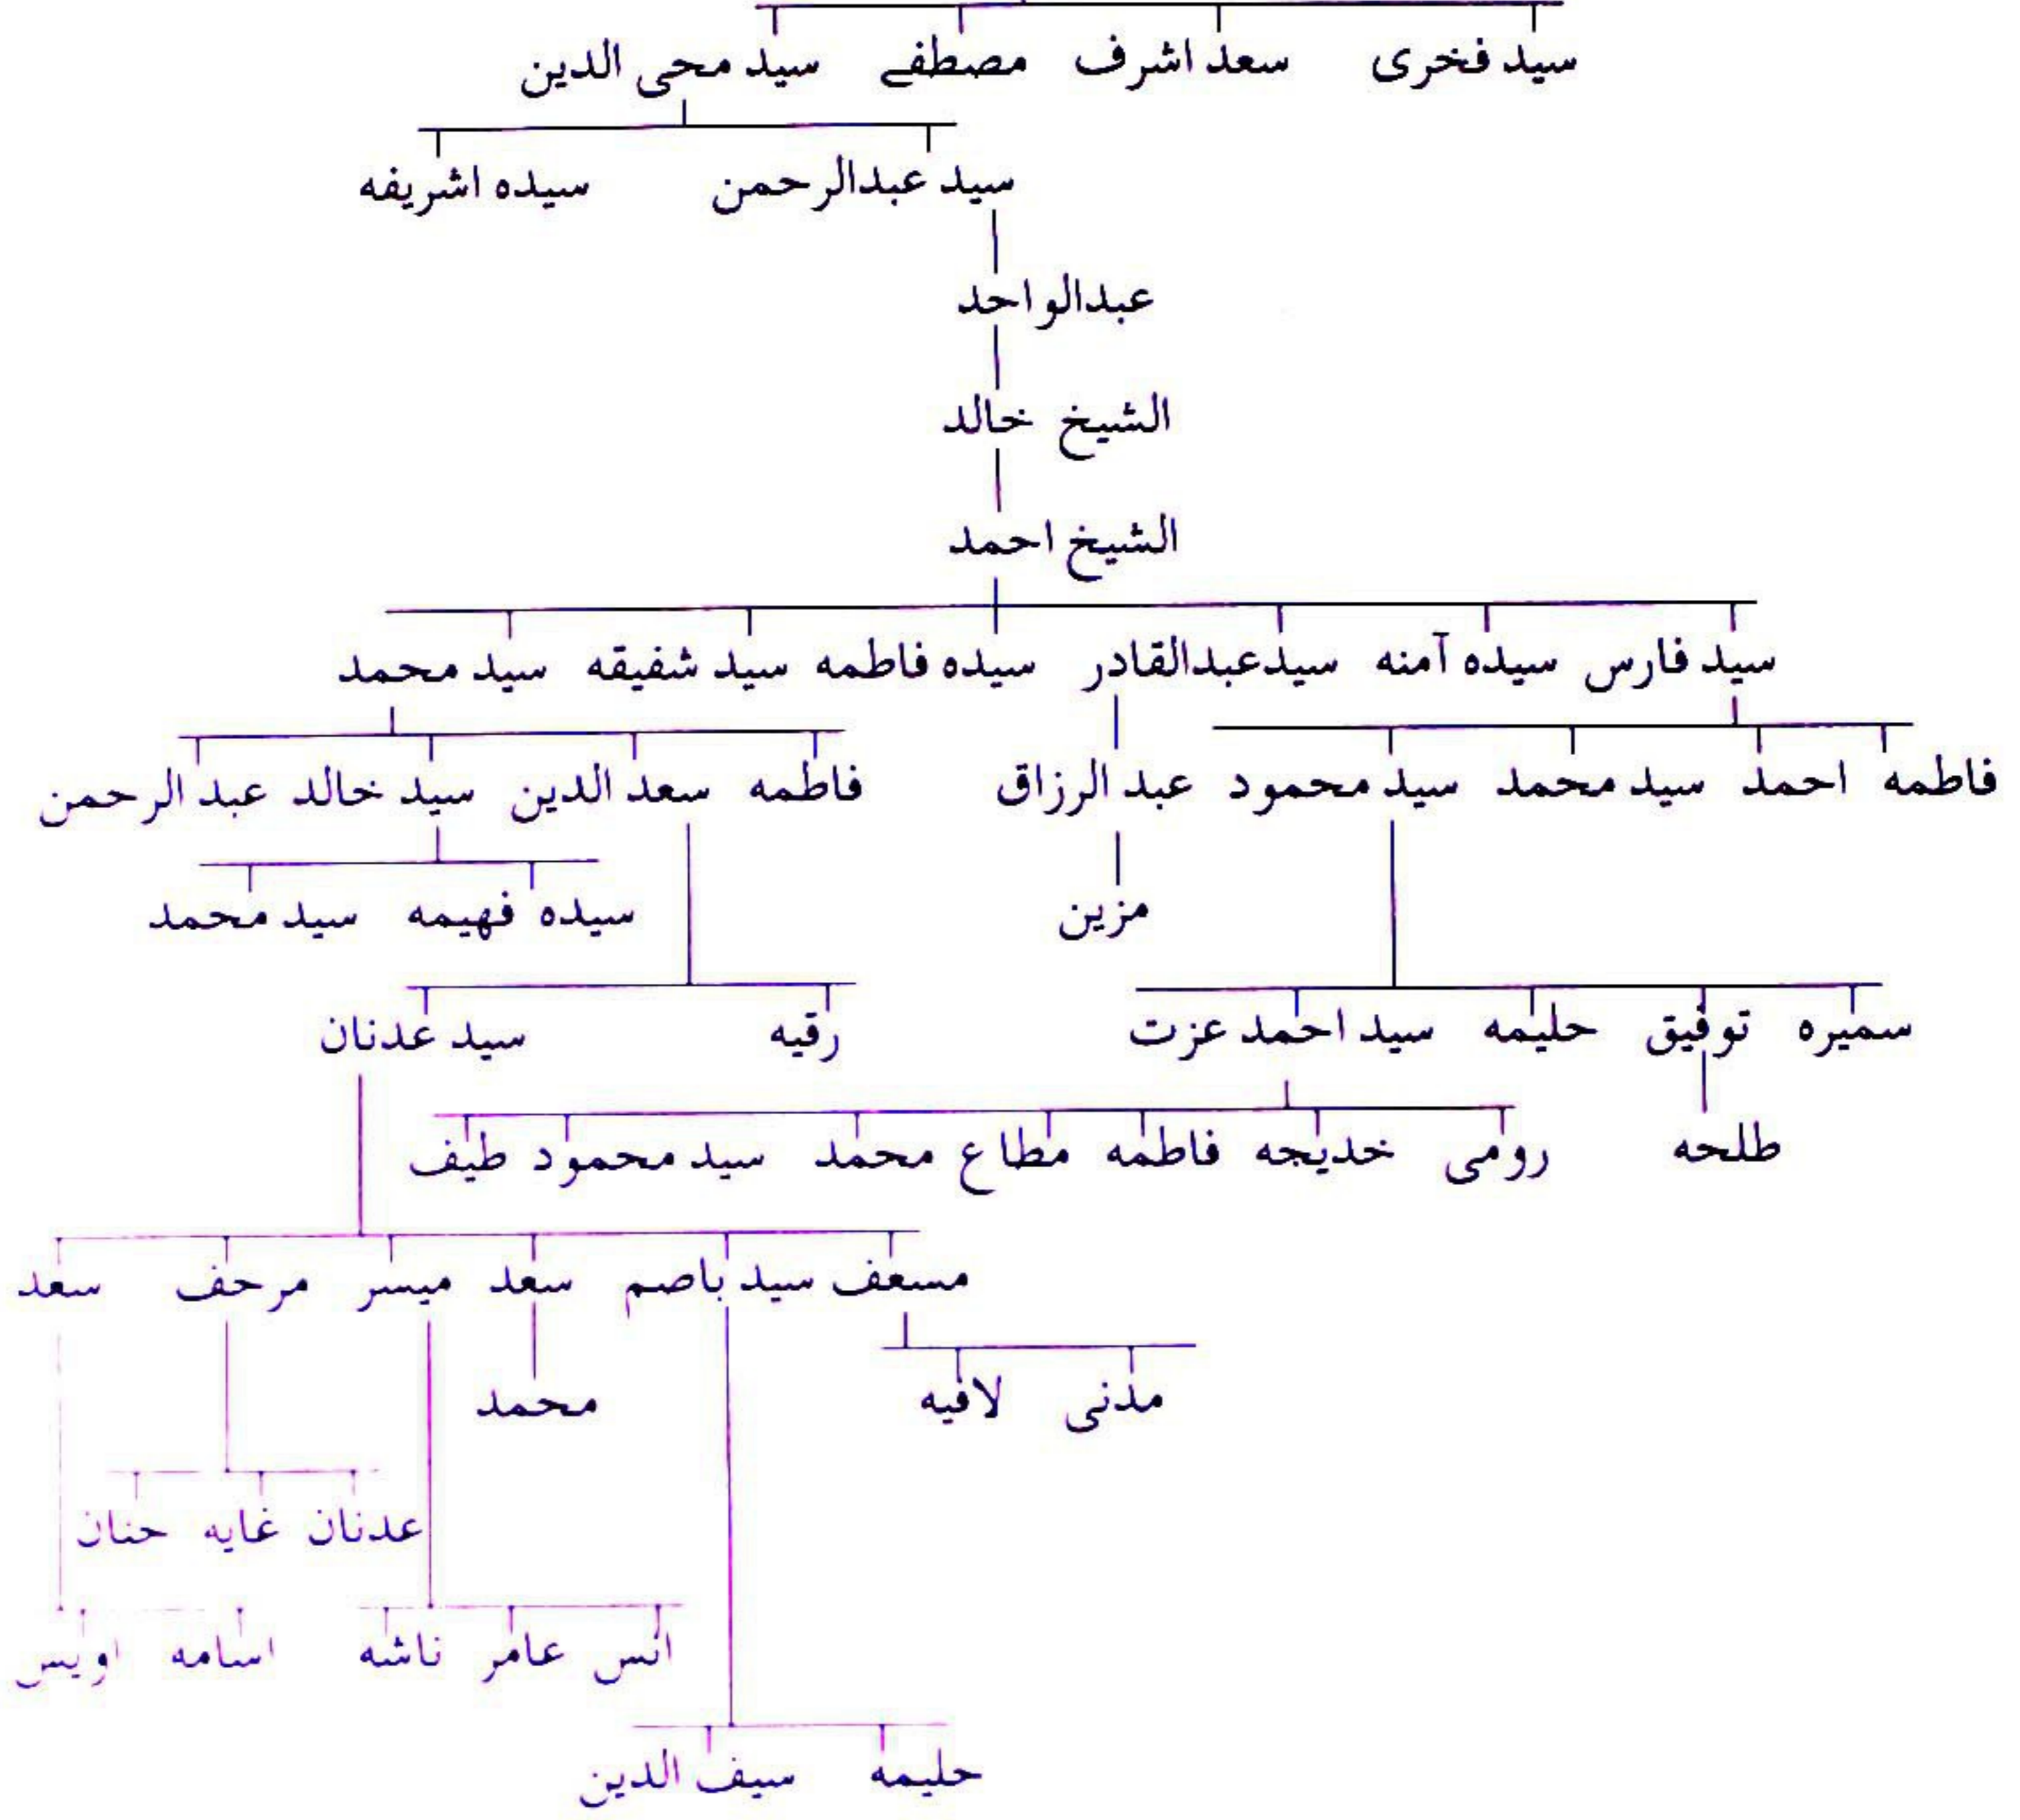 سید فخری سعد اشرف مصطفے سید محی الدین
سید عبدالرحمن سیده اشریفه
عبدالواحد
الشیخ خالد
الشیخ احمد
سید فارس سیده آمنه سیدعبدالقادر سیده فاطمه سید شفیقه سید محمد
فاطمه احمد سید محمد سید محمود عبد الرزاق فاطمه سعد الدین سید خالد عبد الرحمن
مزین سیده فهیمه سید محمد
سمیره توفیق حلیمه سید احمد عزت رقیه سید عدنان
طلحه رومی خدیجه فاطمه مطاع محمد سید محمود طیف
مسعف سید باصم سعد میسر مرحف سعد
مدنی لافیه محمد
عدنان غایه حنان
انس عامر ناشه اسامه اویس
حلیمه سیف الدین